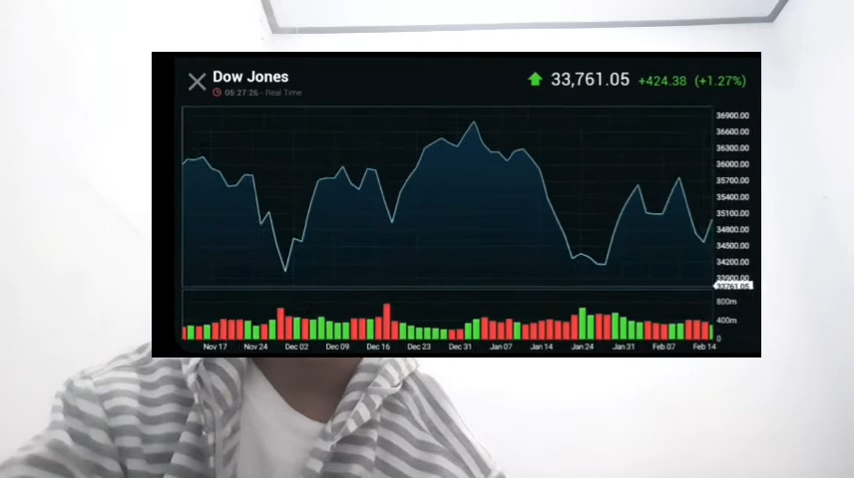 Dow Jones
05:27:26 - Real Time
33,761.05 +424.38 (+1.27%)
36900.00
36600.00
36300.00
36000.00
35700.00
35400.00
35100.00
34800.00
34500.00
34200.00
33900.00
33761.05
800m
400m
0
Nov 17 Nov 24 Dec 02 Dec 09 Dec 16 Dec 23 Dec 31 Jan 07 Jan 14 Jan 24 Jan 31 Feb 07 Feb 14